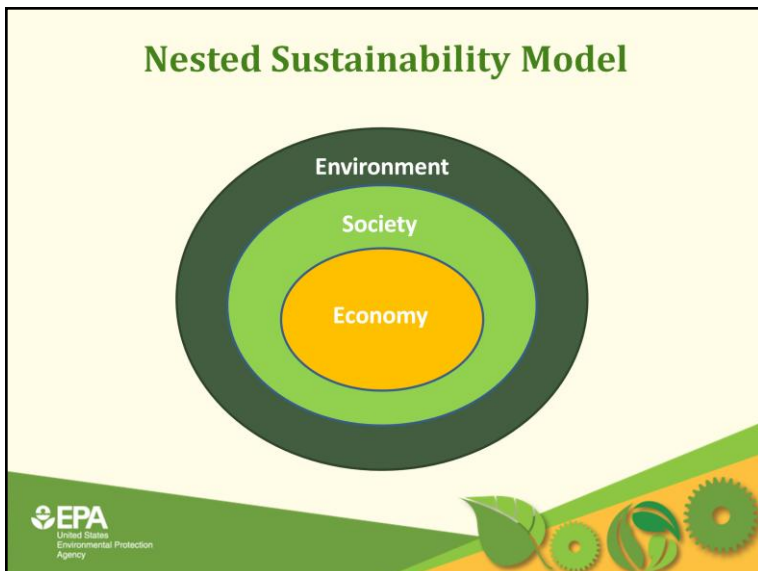 Nested Sustainability Model
Environment
Society
Economy
EPA
United States
Environmental Protection
Agency